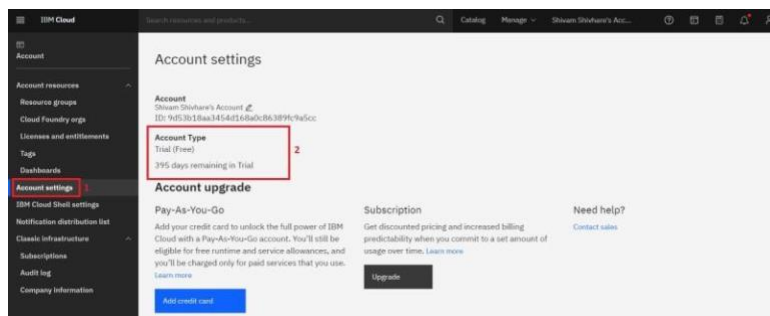 IBM Cloud
Search resources and products...
Catalog
Manage
Shivam Shivhare's Acc...
Account
Account resources
Resource groups
Cloud Foundry orgs
Licenses and entitlements
Tags
Dashboards
Account settings 1
IBM Cloud Shell settings
Notification distribution list
Classic infrastructure
Subscriptions
Audit log
Company information
Account settings
Account
Shivam Shivhare's Account
ID: 9d53b18aa3454d168a0c86389fc9a5cc
Account Type
Trial (Free)
2
395 days remaining in Trial
Account upgrade
Pay-As-You-Go
Add your credit card to unlock the full power of IBM
Cloud with a Pay-As-You-Go account. You'll still be
eligible for free runtime and service allowances, and
you'll be charged only for paid services that you use.
Learn more
Add credit card
Subscription
Get discounted pricing and increased billing
predictability when you commit to a set amount of
usage over time. Learn more
Upgrade
Need help?
Contact sales